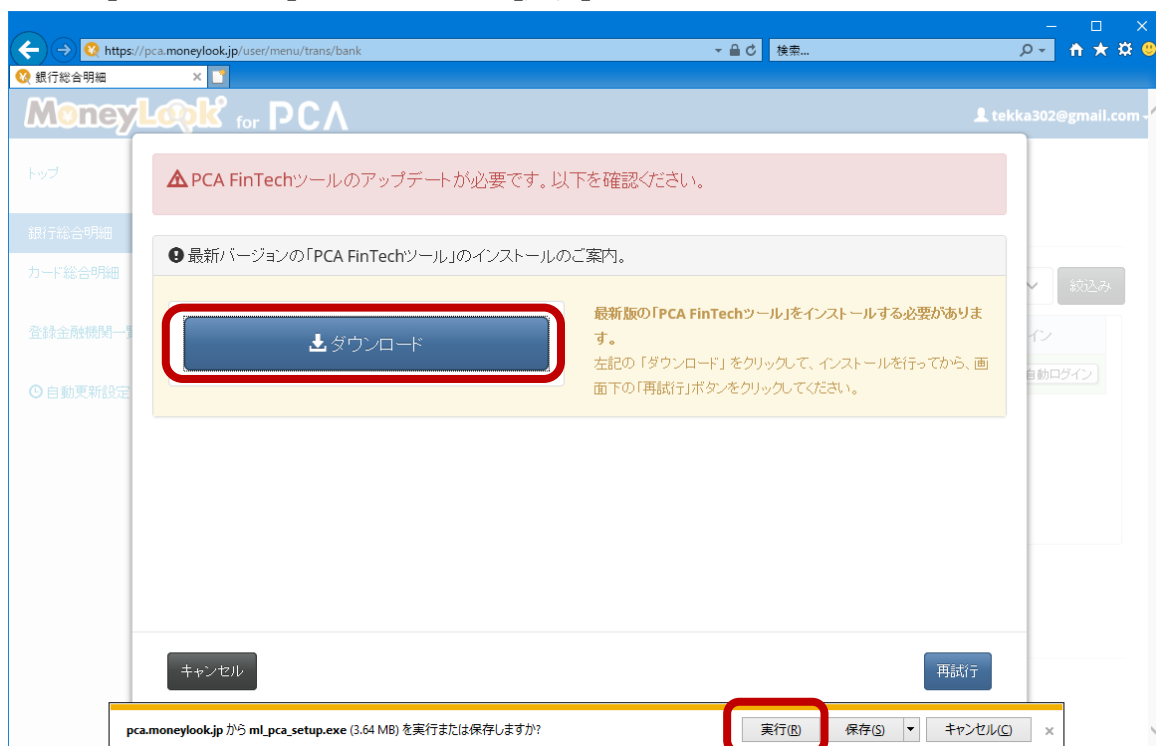 https://pca.moneylook.jp/user/menu/trans/bank
検索...
銀行総合明細
MoneyLook for PCA
tekka302@gmail.com
トップ
銀行総合明細
カード総合明細
登録金融機関一覧
自動更新設定
PCA FinTechツールのアップデートが必要です。以下を確認ください。
最新バージョンの「PCA FinTechツール」のインストールのご案内。
ダウンロード
最新版の「PCA FinTechツール」をインストールする必要がありま
す。
左記の「ダウンロード」をクリックして、インストールを行ってから、画
面下の「再試行」ボタンをクリックしてください。
絞込み
イン
自動ログイン
キャンセル
再試行
pca.moneylook.jp から ml_pca_setup.exe (3.64 MB) を実行または保存しますか?
実行(R)
保存(S)
キャンセル(C)